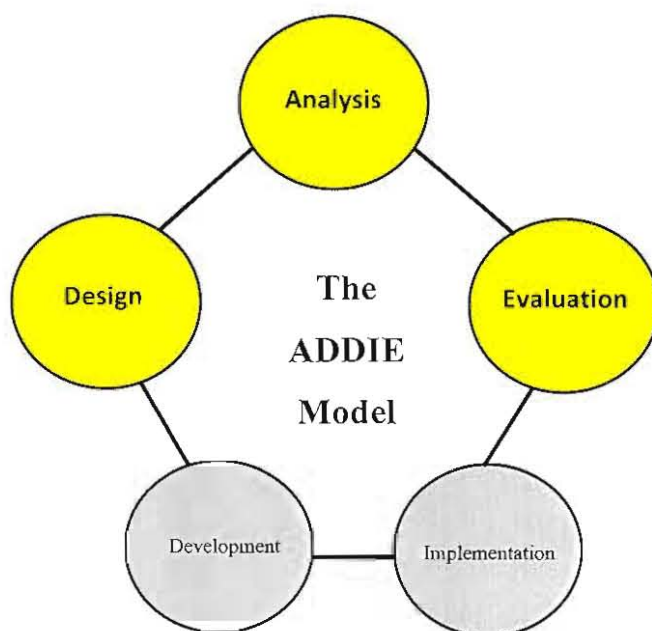 Analysis
Design
Evaluation
The
ADDIE
Model
Development
Implementation